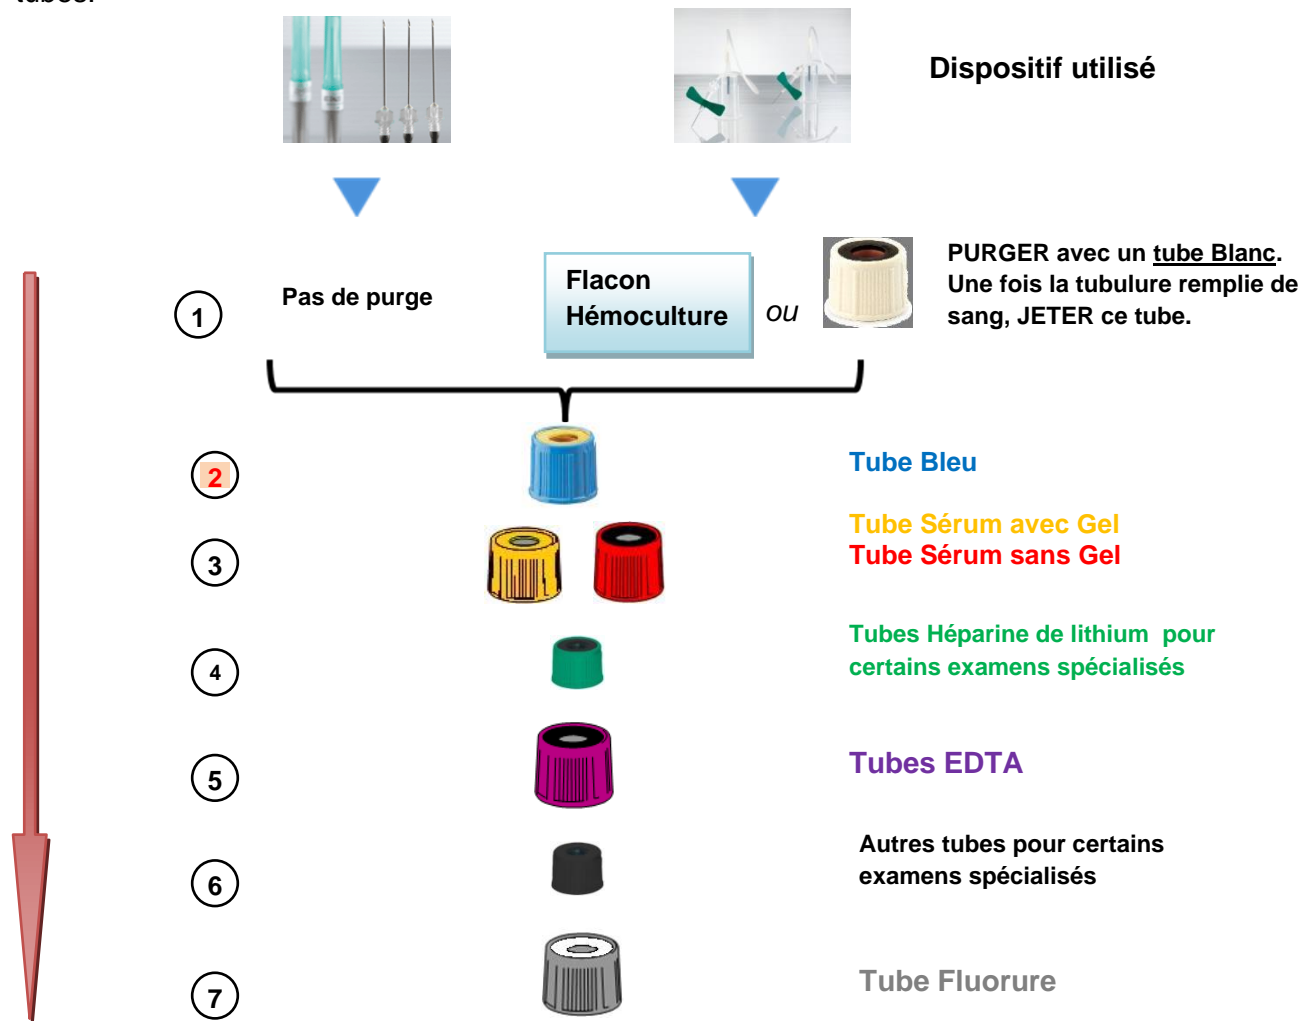 tubes.
Dispositif utilisé
PURGER avec un tube Blanc.
Une fois la tubulure remplie de
sang, JETER ce tube.
1
Pas de purge
Flacon
Hémoculture
ou
2
Tube Bleu
3
Tube Sérum avec Gel
Tube Sérum sans Gel
4
Tubes Héparine de lithium pour
certains examens spécialisés
5
Tubes EDTA
6
Autres tubes pour certains
examens spécialisés
7
Tube Fluorure